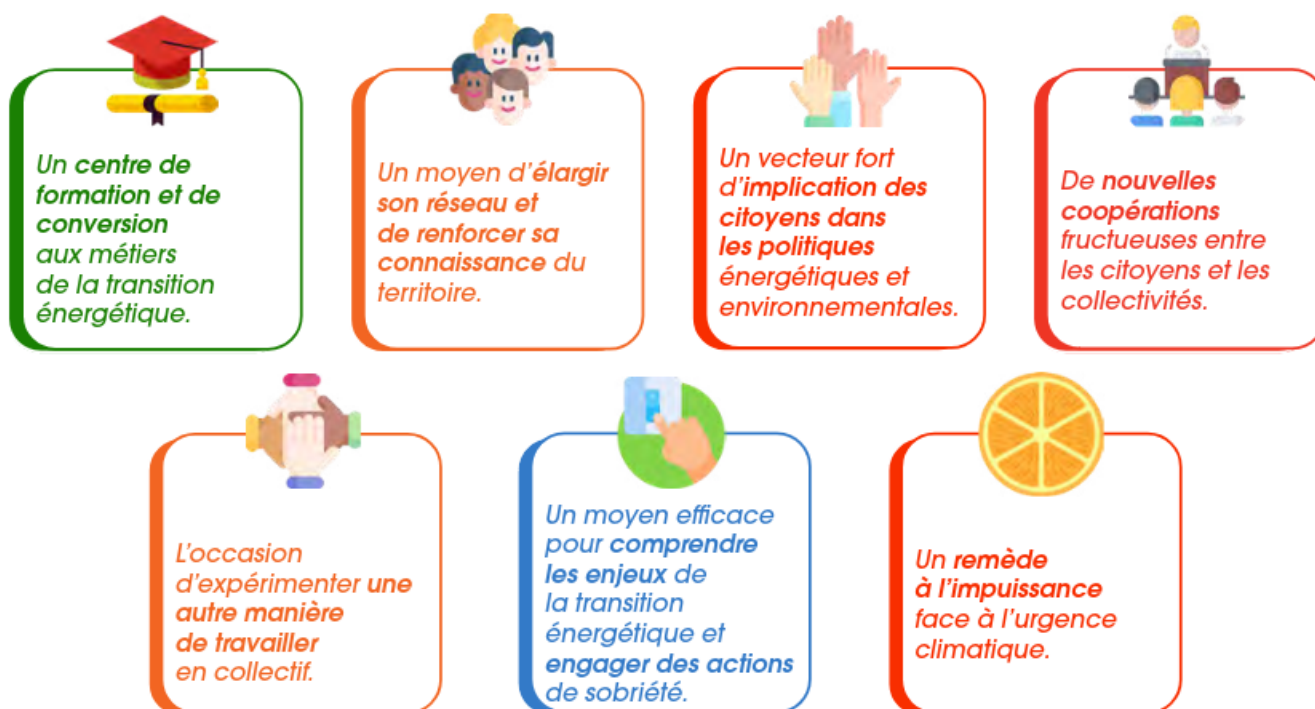 Un centre de
formation et de
conversion
aux métiers
de la transition
énergétique.
Un moyen d'élargir
son réseau et
de renforcer sa
connaissance du
territoire.
Un vecteur fort
d'implication des
citoyens dans
les politiques
énergétiques et
environnementales.
De nouvelles
coopérations
fructueuses entre
les citoyens et les
collectivités.
L'occasion
d'expérimenter une
autre manière
de travailler
en collectif.
Un moyen efficace
pour comprendre
les enjeux de
la transition
énergétique et
engager des actions
de sobriété.
Un remède
à l'impuissance
face à l'urgence
climatique.